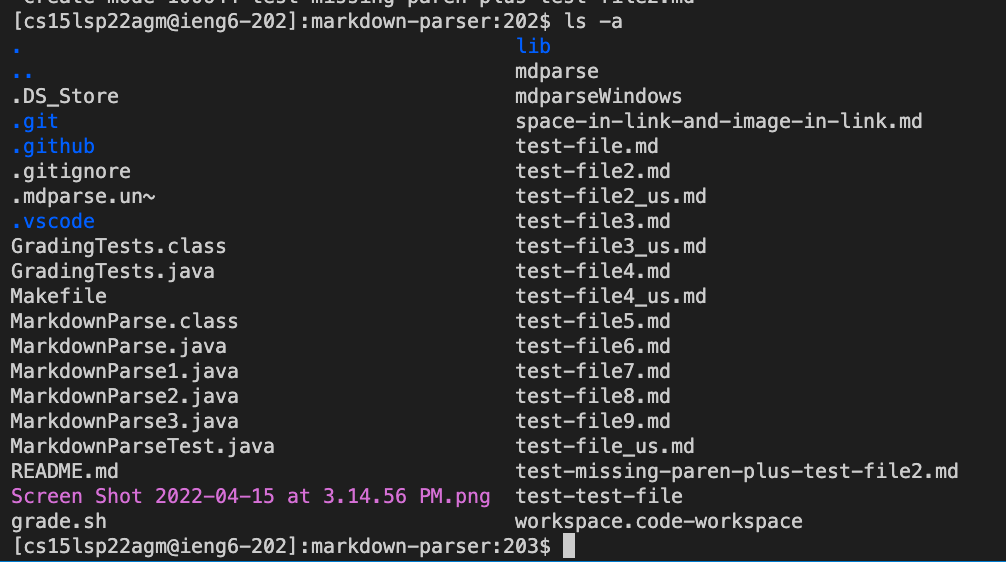 [cs15lsp22agm@ieng6-202]:markdown-parser:202$ ls -a
. lib
.. mdparse
.DS_Store mdparseWindows
.git space-in-link-and-image-in-link.md
.github test-file.md
.gitignore test-file2.md
.mdparse.un~ test-file2_us.md
.vscode test-file3.md
GradingTests.class test-file3_us.md
GradingTests.java test-file4.md
Makefile test-file4_us.md
MarkdownParse.class test-file5.md
MarkdownParse.java test-file6.md
MarkdownParse1.java test-file7.md
MarkdownParse2.java test-file8.md
MarkdownParse3.java test-file9.md
MarkdownParseTest.java test-file_us.md
README.md test-missing-paren-plus-test-file2.md
Screen Shot 2022-04-15 at 3.14.56 PM.png test-test-file
grade.sh workspace.code-workspace
[cs15lsp22agm@ieng6-202]:markdown-parser:203$